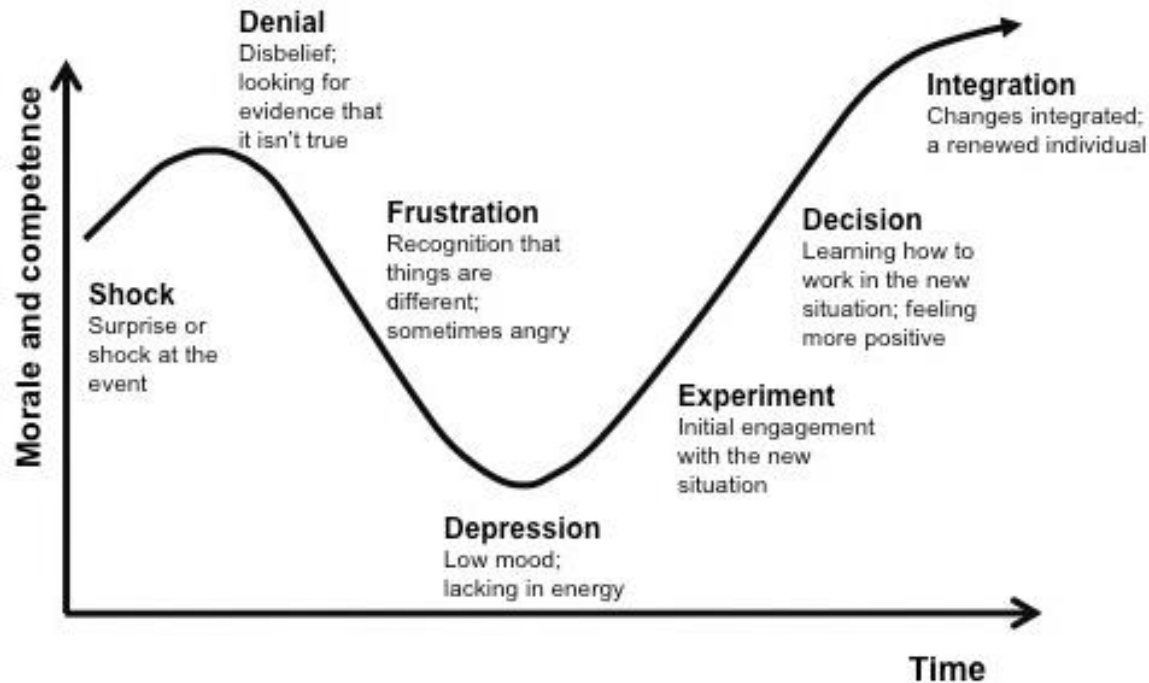 Denial
Disbelief;
looking for
evidence that
it isn't true
Integration
Changes integrated;
a renewed individual
Frustration
Recognition that
things are
different;
sometimes angry
Decision
Learning how to
work in the new
situation; feeling
more positive
Shock
Surprise or
shock at the
event
Morale and competence
Experiment
Initial engagement
with the new
situation
Depression
Low mood;
lacking in energy
Time